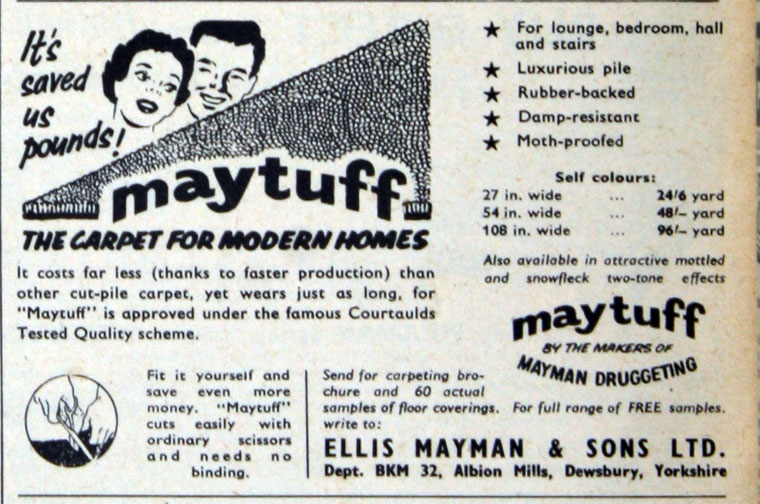 It's
saved
us
pounds!
maytuff
THE CARPET FOR MODERN HOMES
It costs far less (thanks to faster production) than
other cut-pile carpet, yet wears just as long, for
"Maytuff" is approved under the famous Courtaulds
Tested Quality scheme.
★ For lounge, bedroom, hall
and stairs
★ Luxurious pile
★ Rubber-backed
★ Damp-resistant
★ Moth-proofed
Self colours:
27 in. wide ... 24/6 yard
54 in. wide ... 48/– yard
108 in. wide ... 96/– yard
Also available in attractive mottled
and snowfleck two-tone effects
maytuff
BY THE MAKERS OF
MAYMAN DRUGGETING
Fit it yourself and
save even more
money. "Maytuff"
cuts easily with
ordinary scissors
and needs no
binding.
Send for carpeting bro-
chure and 60 actual
samples of floor coverings. For full range of FREE samples.
write to:
ELLIS MAYMAN & SONS LTD.
Dept. BKM 32, Albion Mills, Dewsbury, Yorkshire